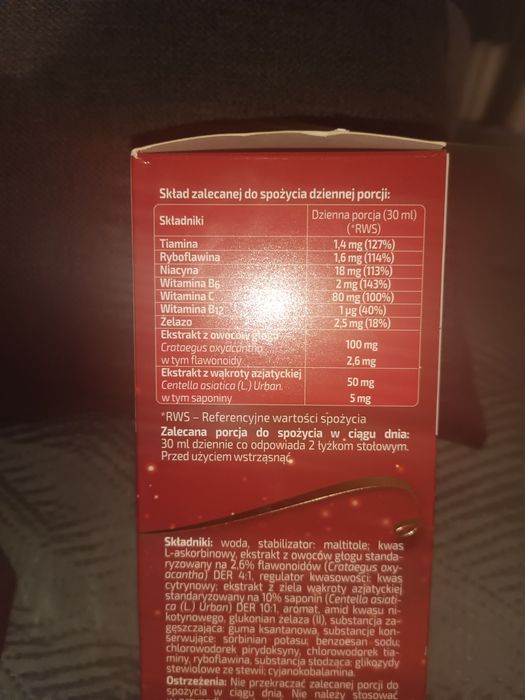 Skład zalecanej do spożycia dziennej porcji:
Składniki Dzienna porcja (30 ml) (*RWS)
Tiamina 1,4 mg (127%)
Ryboflawina 1,6 mg (114%)
Niacyna 18 mg (113%)
Witamina B6 2 mg (143%)
Witamina C 80 mg (100%)
Witamina B12 1 µg (40%)
Żelazo 2,5 mg (18%)
Ekstrakt z owoców głogu
Crataegus oxyacantha 100 mg
w tym flawonoidy 2,6 mg
Ekstrakt z wąkroty azjatyckiej
Centella asiatica (L.) Urban. 50 mg
w tym saponiny 5 mg
*RWS – Referencyjne wartości spożycia
Zalecana porcja do spożycia w ciągu dnia:
30 ml dziennie co odpowiada 2 łyżkom stołowym.
Przed użyciem wstrząsnąć.
Składniki: woda, stabilizator: maltitole; kwas
L-askorbinowy, ekstrakt z owoców głogu standa-
ryzowany na 2,6% flawonoidów (Crataegus oxy-
acantha) DER 4:1, regulator kwasowości: kwas
cytrynowy; ekstrakt z ziela wąkroty azjatyckiej
standaryzowany na 10% saponin (Centella asiati-
ca (L.) Urban) DER 10:1, aromat, amid kwasu ni-
kotynowego, glukonian żelaza (II), substancja za-
gęszczająca: guma ksantanowa, substancje kon-
serwujące: sorbinian potasu, benzoesan sodu;
chlorowodorek pirydoksyny, chlorowodorek tia-
miny, ryboflawina, substancja słodząca: glikozydy
stewiolowe ze stewii; cyjanokobalamina.
Ostrzeżenia: Nie przekraczać zalecanej porcji do
spożycia w ciągu dnia. Nie należy stosować